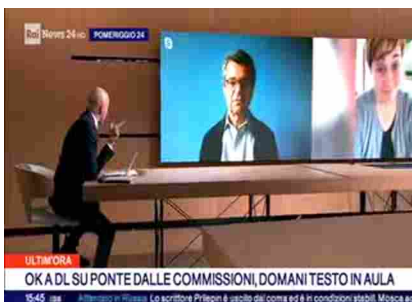 Rai News 24 HD POMERIGGIO 24
ULTIM'ORA
OK A DL SU PONTE DALLE COMMISSIONI, DOMANI TESTO IN AULA
15:45 Attentato in Russia Lo scrittore Prilepin è uscito dal coma ed è in condizioni stabili. Mosca